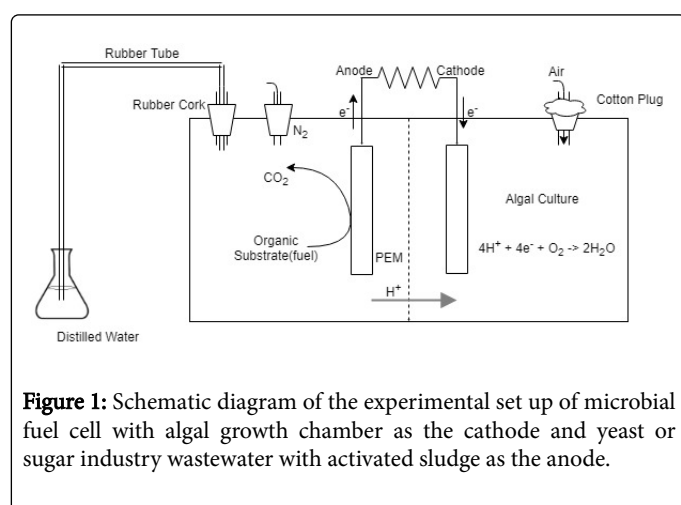 Rubber Tube
Anode
Cathode
Air
Rubber Cork
Cotton Plug
N₂
e⁻
e⁻
CO₂
Algal Culture
Organic
Substrate(fuel)
PEM
4H⁺ + 4e⁻ + O₂ -> 2H₂O
H⁺
Distilled Water
Figure 1: Schematic diagram of the experimental set up of microbial
fuel cell with algal growth chamber as the cathode and yeast or
sugar industry wastewater with activated sludge as the anode.